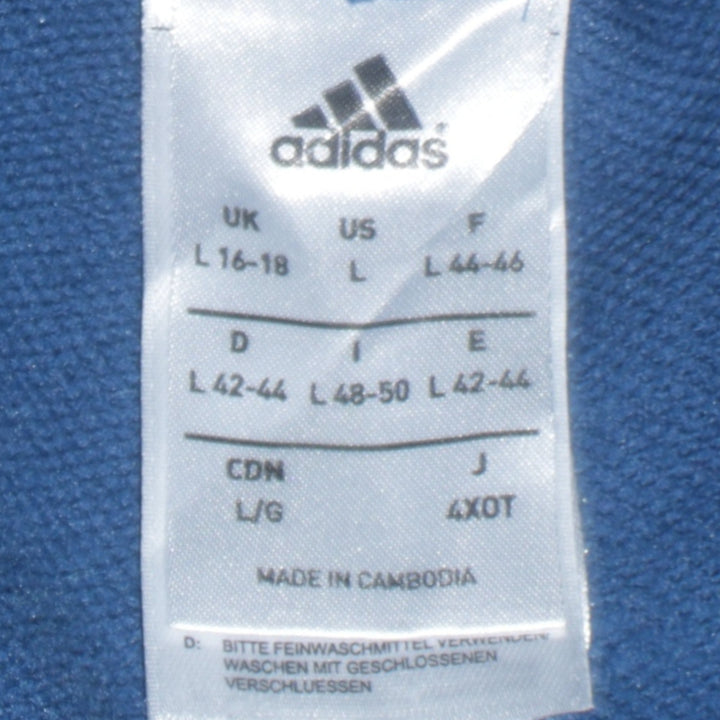 adidas
UK US F
L 16-18 L L 44-46
D I E
L 42-44 L 48-50 L 42-44
CDN J
L/G 4XOT
MADE IN CAMBODIA
D: BITTE FEINWASCHMITTEL VERWENDEN
WASCHEN MIT GESCHLOSSENEN
VERSCHLUESSEN